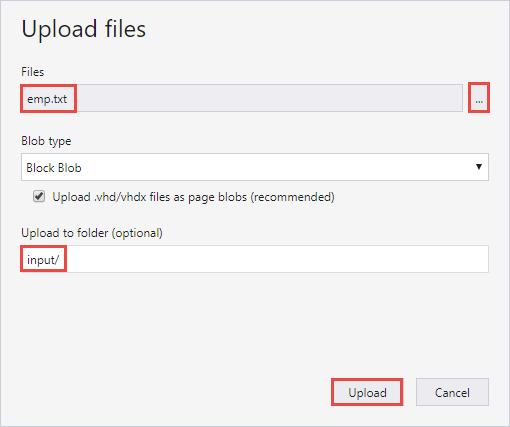 Upload files
Files
emp.txt
...
Blob type
Block Blob
Upload .vhd/vhdx files as page blobs (recommended)
Upload to folder (optional)
input/
Upload
Cancel